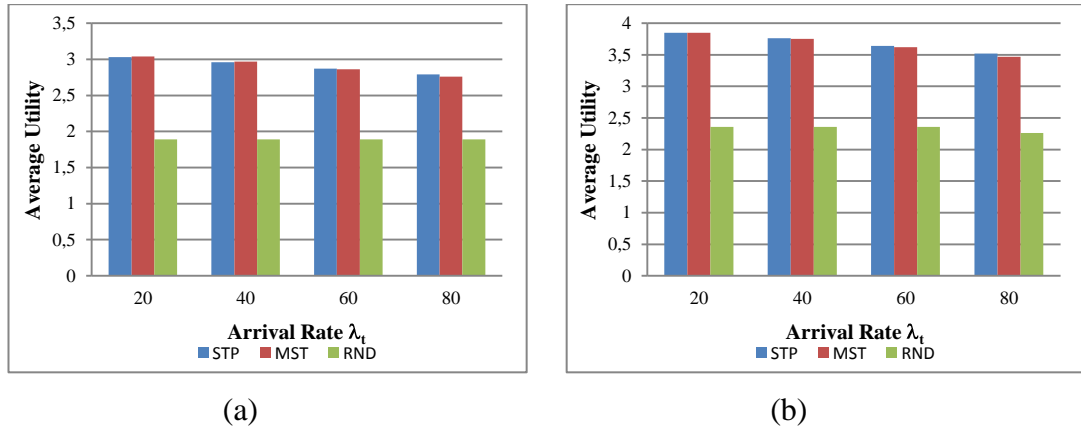 3,5
3
2,5
2
1,5
1
0,5
0
Average Utility
20 40 60 80
Arrival Rate λt
STP MST RND
(a)
4
3,5
3
2,5
2
1,5
1
0,5
0
Average Utility
20 40 60 80
Arrival Rate λt
STP MST RND
(b)